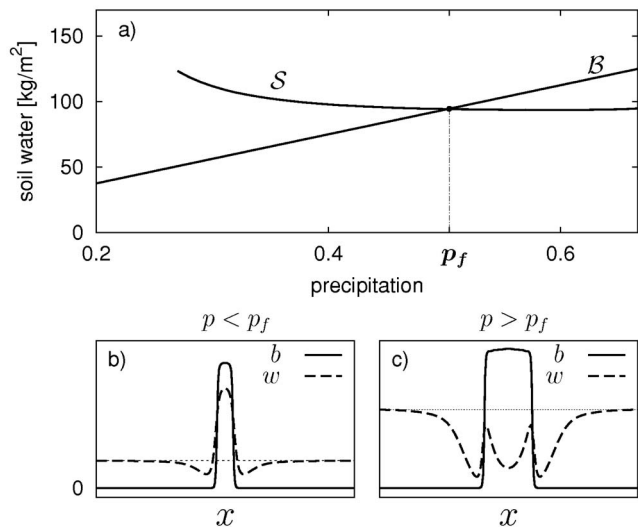 a)
soil water [kg/m²]
150
100
50
0
𝒮
ℬ
0.2
0.4
p_f
0.6
precipitation
p < p_f
b)
b
w
0
x
p > p_f
c)
b
w
0
x